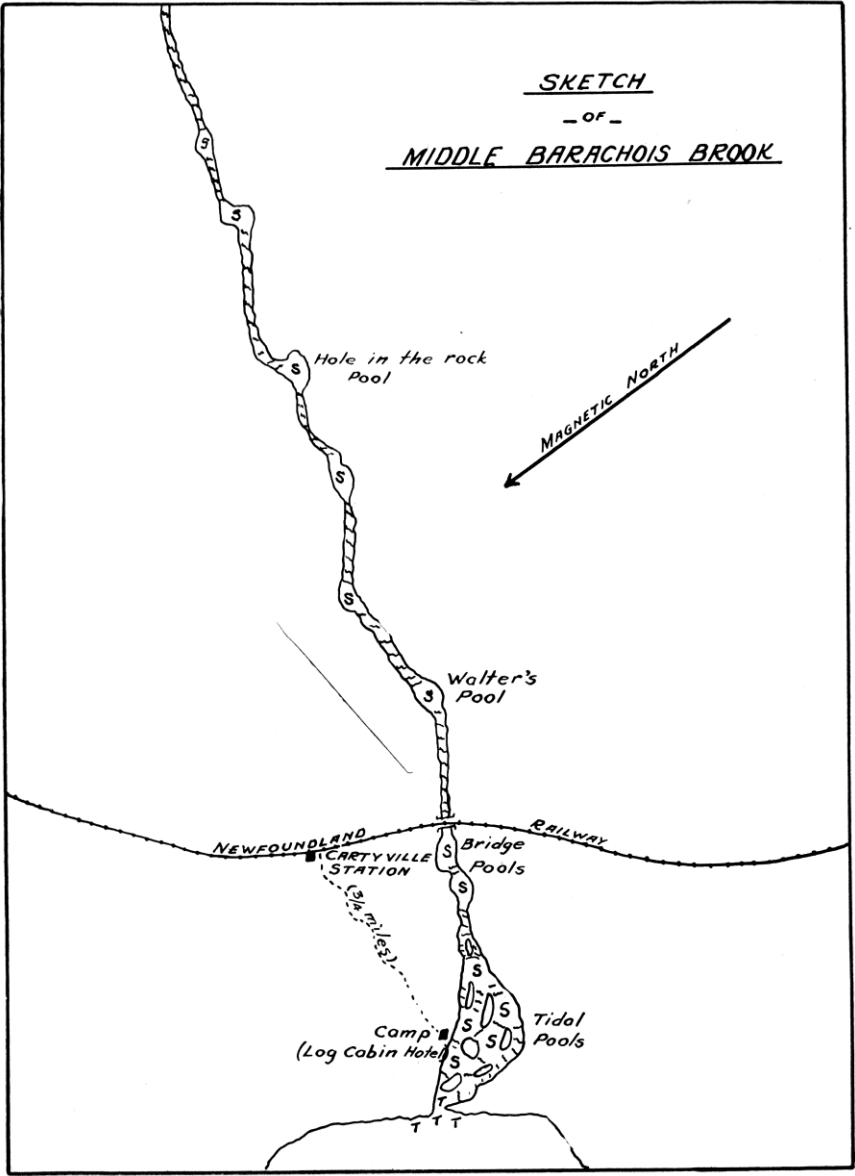 SKETCH
_ OF _
MIDDLE BARACHOIS BROOK
S
S
Hole in the rock
Pool
S
MAGNETIC NORTH
S
S
Walter's
Pool
S
NEWFOUNDLAND RAILWAY
CARTYVILLE
STATION
Bridge
Pools
S
S
(3/4 miles)
S
S
Tidal
Pools
S
S
Camp
(Log Cabin Hotel)
S
T
T T T